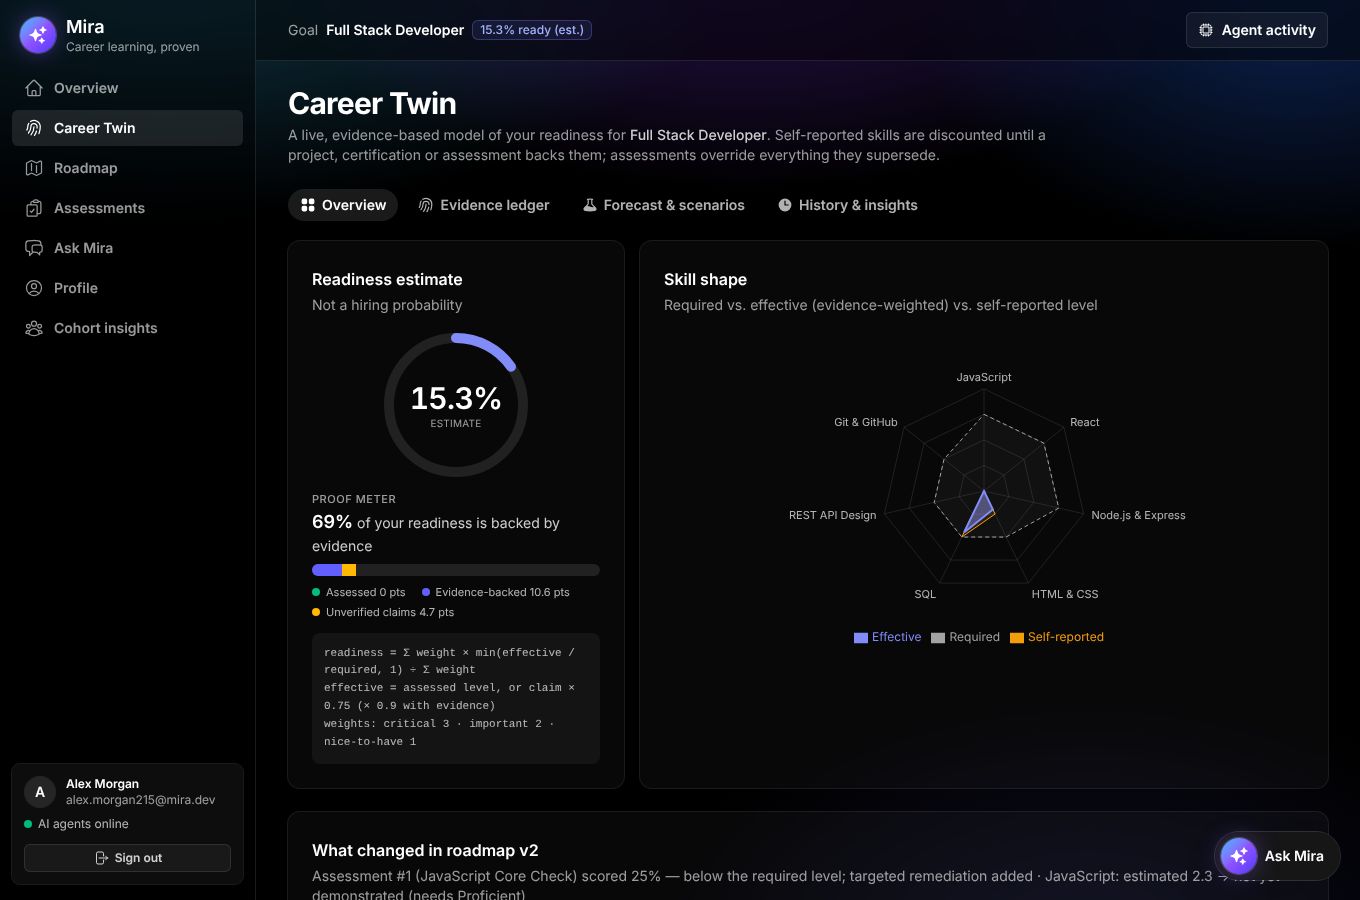 Mira
Career learning, proven
Overview
Career Twin
Roadmap
Assessments
Ask Mira
Profile
Cohort insights
A
Alex Morgan
alex.morgan215@mira.dev
AI agents online
Sign out
Goal Full Stack Developer 15.3% ready (est.)
Agent activity
Career Twin
A live, evidence-based model of your readiness for Full Stack Developer. Self-reported skills are discounted until a
project, certification or assessment backs them; assessments override everything they supersede.
Overview Evidence ledger Forecast & scenarios History & insights
Readiness estimate
Not a hiring probability
15.3%
ESTIMATE
PROOF METER
69% of your readiness is backed by
evidence
Assessed 0 pts Evidence-backed 10.6 pts
Unverified claims 4.7 pts
readiness = Σ weight × min(effective /
required, 1) ÷ Σ weight
effective = assessed level, or claim ×
0.75 (× 0.9 with evidence)
weights: critical 3 · important 2 ·
nice-to-have 1
Skill shape
Required vs. effective (evidence-weighted) vs. self-reported level
JavaScript
Git & GitHub
React
REST API Design
Node.js & Express
SQL
HTML & CSS
Effective Required Self-reported
What changed in roadmap v2
Assessment #1 (JavaScript Core Check) scored 25% — below the required level; targeted remediation added · JavaScript: estimated 2.3
demonstrated (needs Proficient)
Ask Mira